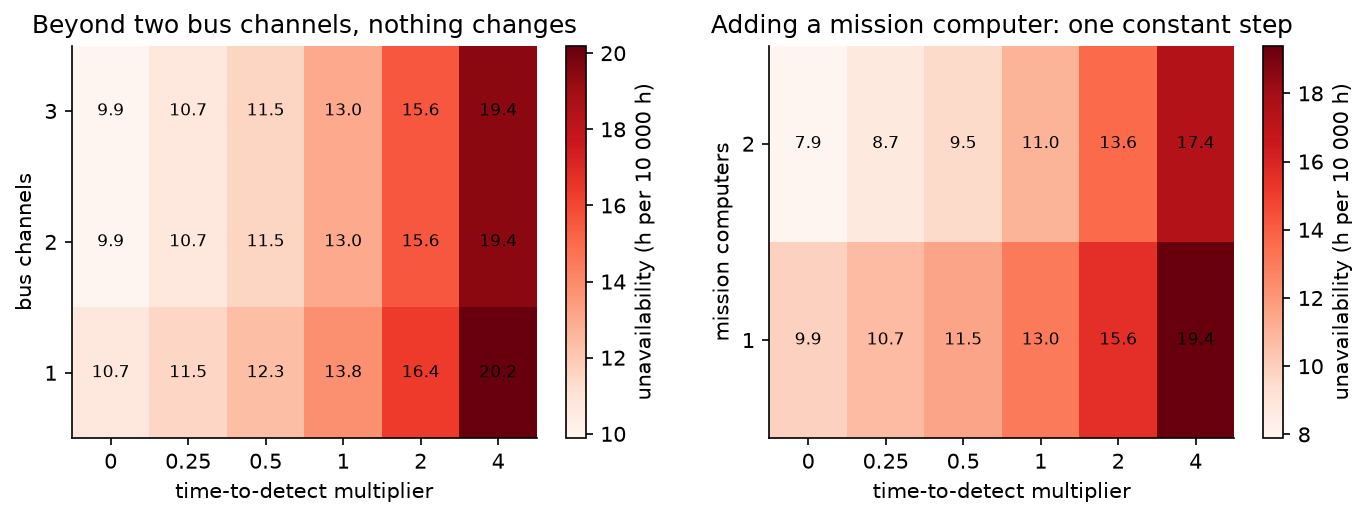 Beyond two bus channels, nothing changes
bus channels
3
9.9 10.7 11.5 13.0 15.6 19.4
2
9.9 10.7 11.5 13.0 15.6 19.4
1
10.7 11.5 12.3 13.8 16.4 20.2
0 0.25 0.5 1 2 4
time-to-detect multiplier
20
18
16
14
12
10
unavailability (h per 10 000 h)
Adding a mission computer: one constant step
mission computers
2
7.9 8.7 9.5 11.0 13.6 17.4
1
9.9 10.7 11.5 13.0 15.6 19.4
0 0.25 0.5 1 2 4
time-to-detect multiplier
18
16
14
12
10
8
unavailability (h per 10 000 h)